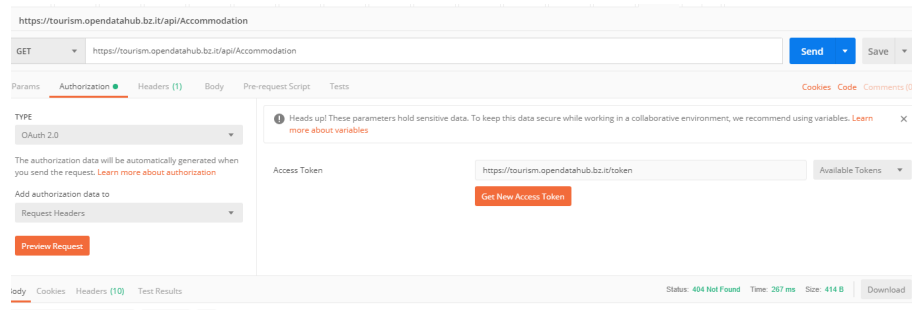 https://tourism.opendatahub.bz.it/api/Accommodation
GET https://tourism.opendatahub.bz.it/api/Accommodation Send Save
Params Authorization Headers (1) Body Pre-request Script Tests Cookies Code Comments (0
TYPE
OAuth 2.0
The authorization data will be automatically generated when
you send the request. Learn more about authorization
Add authorization data to
Request Headers
Preview Request
Heads up! These parameters hold sensitive data. To keep this data secure while working in a collaborative environment, we recommend using variables. Learn
more about variables
Access Token https://tourism.opendatahub.bz.it/token Available Tokens
Get New Access Token
Body Cookies Headers (10) Test Results Status: 404 Not Found Time: 267 ms Size: 414 B Download